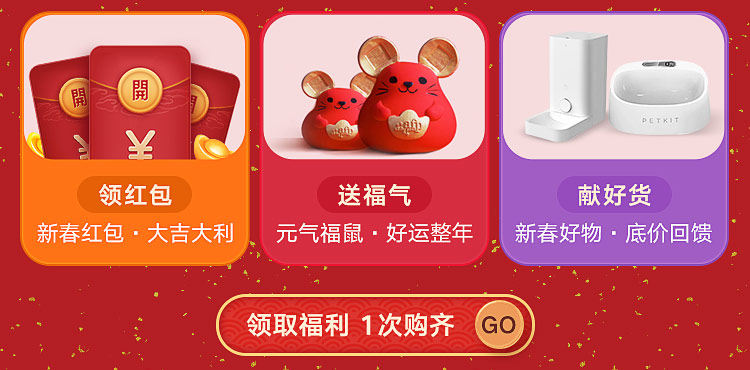 開
開
開
¥
PETKIT
领红包
送福气
献好货
新春红包·大吉大利
元气福鼠·好运整年
新春好物·底价回馈
领取福利 1次购齐 GO